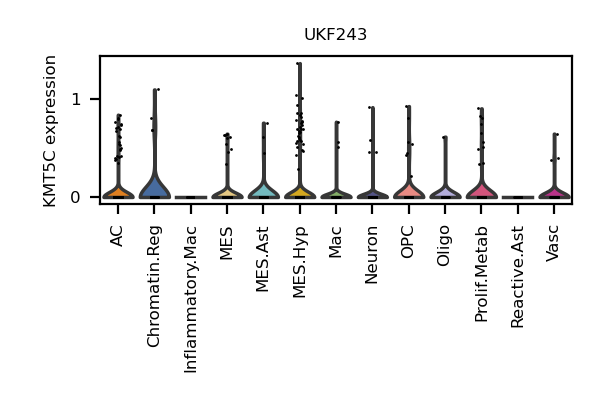 UKF243
KMT5C expression
1
0
AC
Chromatin.Reg
Inflammatory.Mac
MES
MES.Ast
MES.Hyp
Mac
Neuron
OPC
Oligo
Prolif.Metab
Reactive.Ast
Vasc